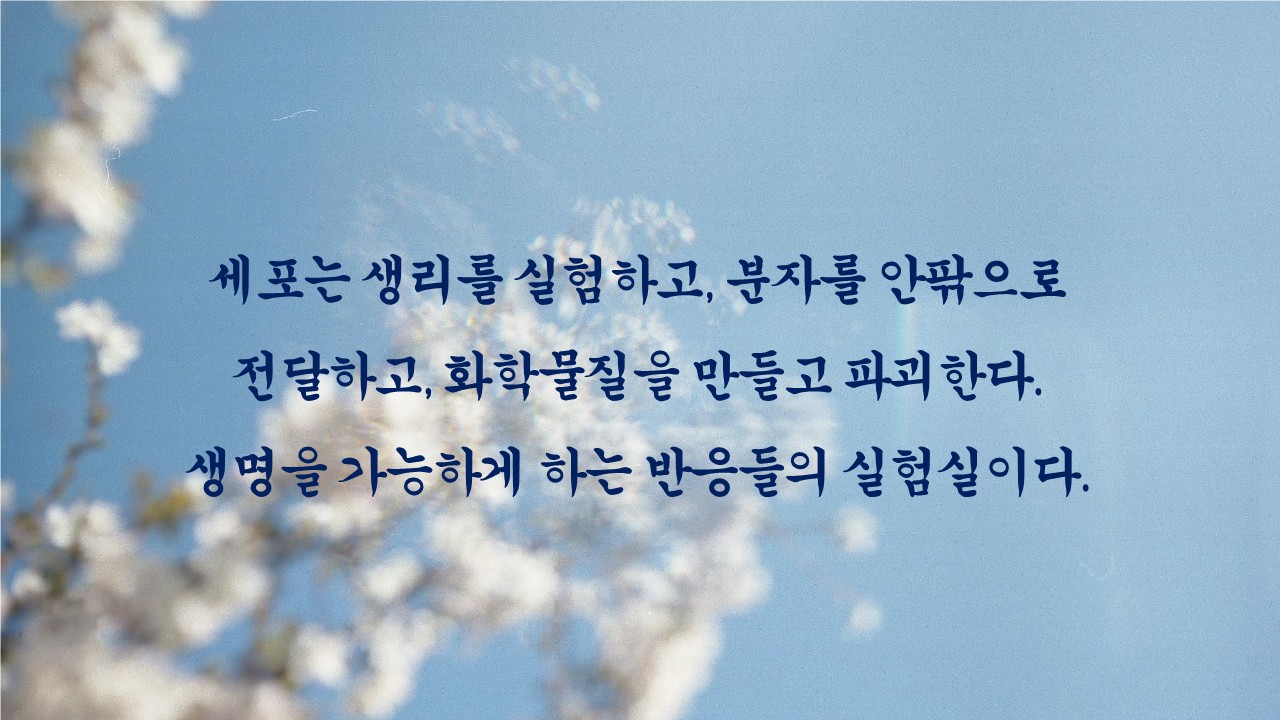 세포는 생리를 실험하고, 분자를 안팎으로
전달하고, 화학물질을 만들고 파괴한다.
생명을 가능하게 하는 반응들의 실험실이다.